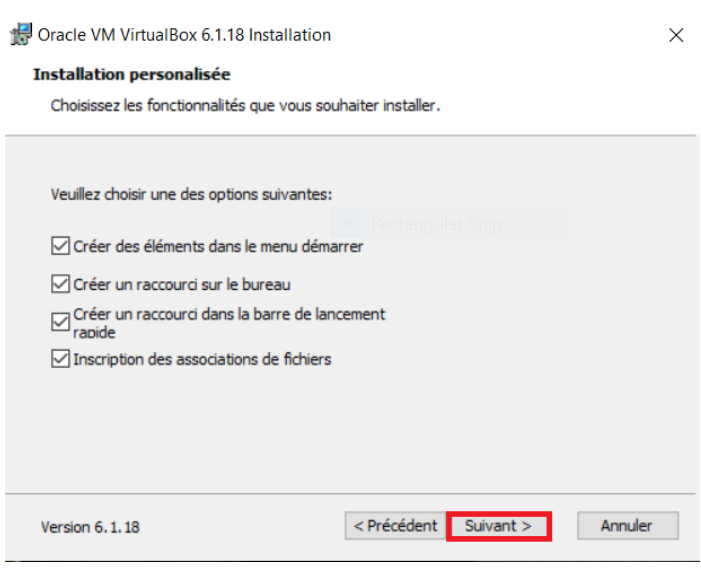 Oracle VM VirtualBox 6.1.18 Installation
Installation personalisée
Choisissez les fonctionnalités que vous souhaiter installer.
Veuillez choisir une des options suivantes:
Rectangular Snip
Créer des éléments dans le menu démarrer
Créer un raccourci sur le bureau
Créer un raccourci dans la barre de lancement
rapide
Inscription des associations de fichiers
Version 6.1.18
< Précédent
Suivant >
Annuler